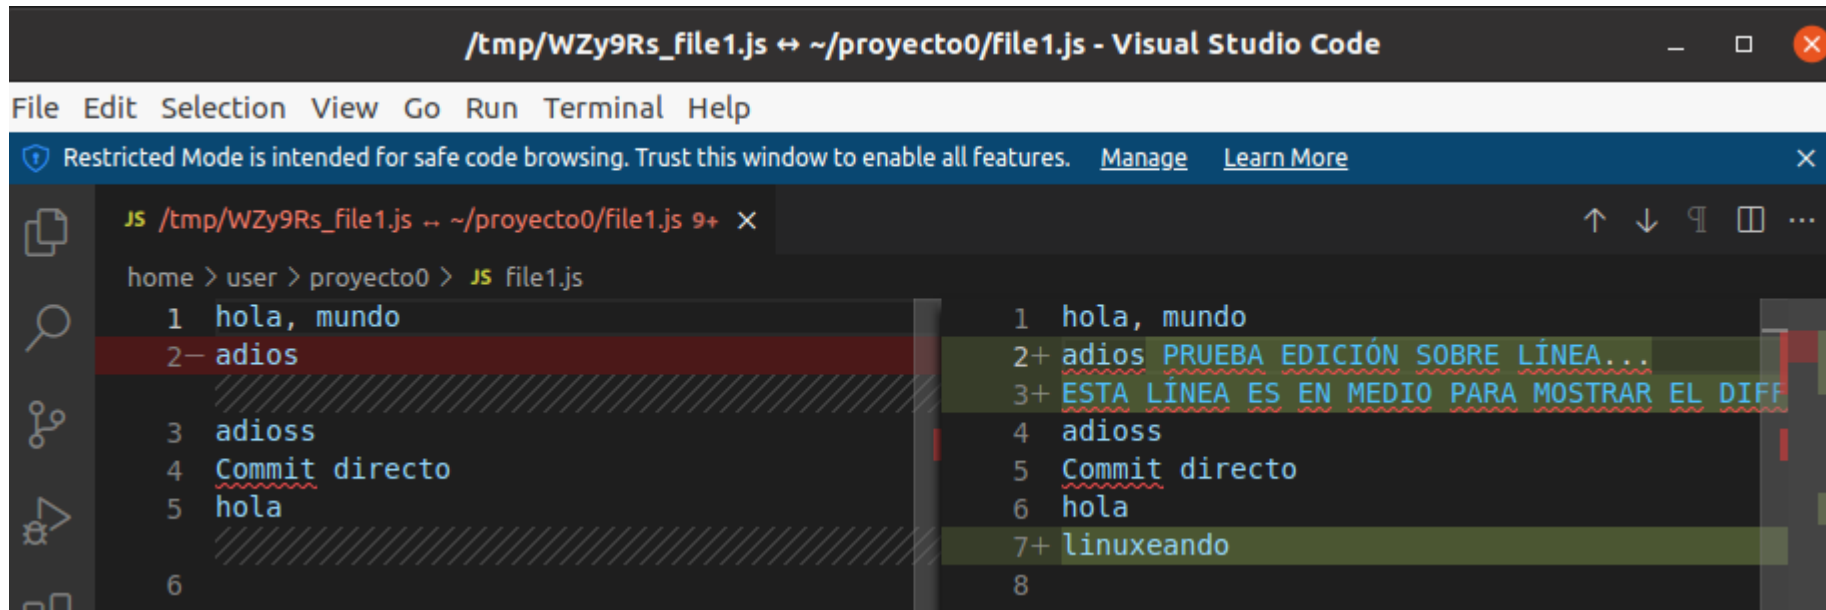 /tmp/WZy9Rs_file1.js ↔ ~/proyecto0/file1.js - Visual Studio Code
File Edit Selection View Go Run Terminal Help
Restricted Mode is intended for safe code browsing. Trust this window to enable all features. Manage Learn More
JS /tmp/WZy9Rs_file1.js ↔ ~/proyecto0/file1.js 9+
home > user > proyecto0 > JS file1.js
1 hola, mundo
2— adios
3 adioss
4 Commit directo
5 hola
6
1 hola, mundo
2+ adios PRUEBA EDICIÓN SOBRE LÍNEA...
3+ ESTA LÍNEA ES EN MEDIO PARA MOSTRAR EL DIFF
4 adioss
5 Commit directo
6 hola
7+ linuxeando
8